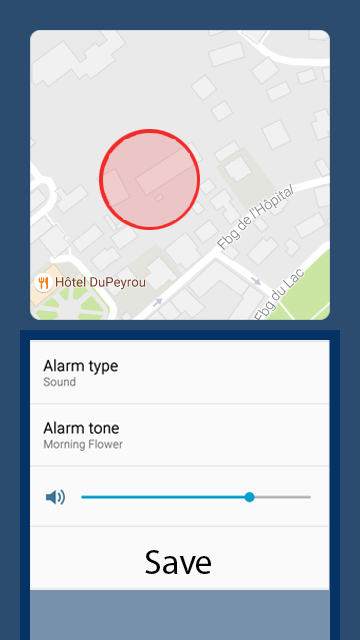 Fbg de l'Hôpital
Hôtel DuPeyrou
Fbg du Lac
Alarm type
Sound
Alarm tone
Morning Flower
Save